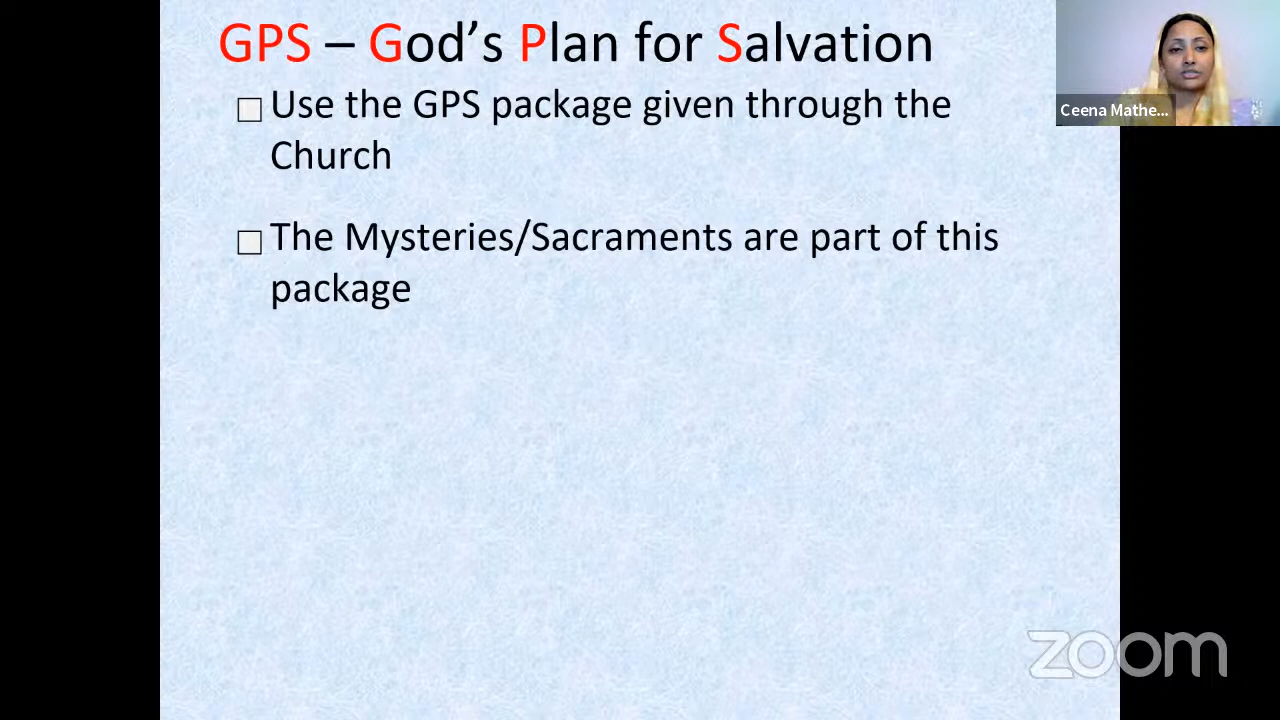 GPS – God's Plan for Salvation
Use the GPS package given through the
Church
The Mysteries/Sacraments are part of this
package
Ceena Mathe...
zoom